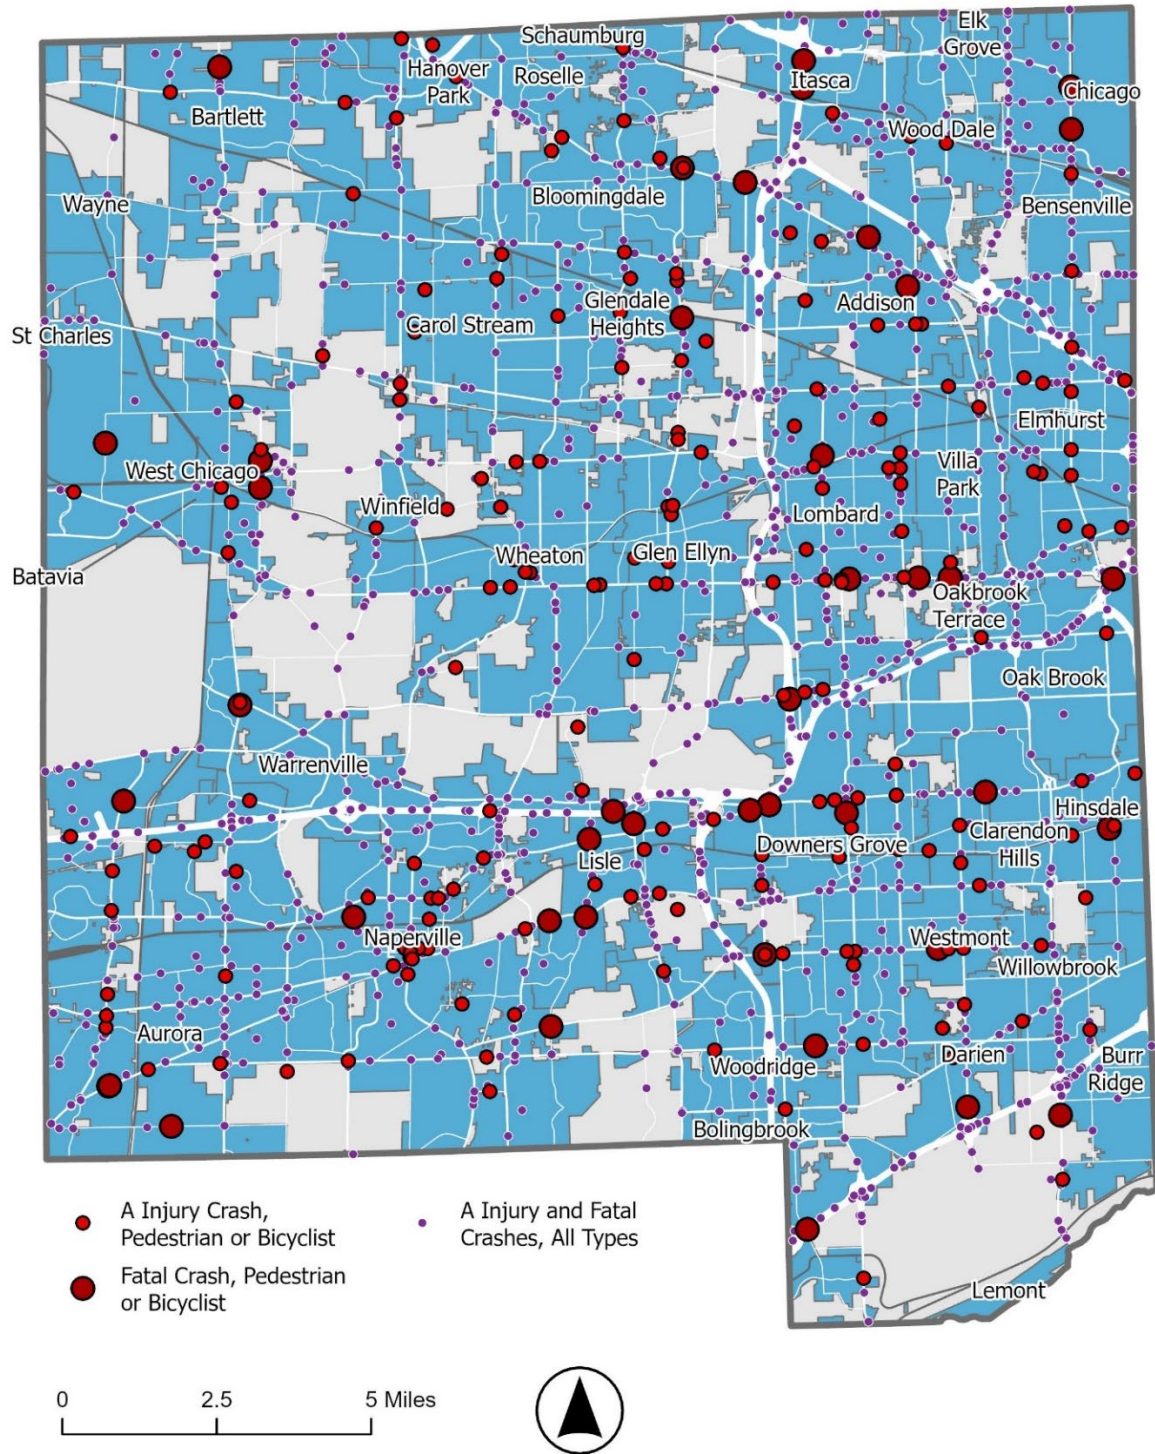 Schaumburg
Elk
Grove
Hanover
Park
Roselle
Itasca
Chicago
Bartlett
Wood Dale
Wayne
Bloomingdale
Bensenville
St Charles
Carol Stream
Glendale
Heights
Addison
Elmhurst
West Chicago
Winfield
Villa
Park
Lombard
Batavia
Wheaton
Glen Ellyn
Oakbrook
Terrace
Oak Brook
Warrenville
Hinsdale
Lisle
Downers Grove
Clarendon
Hills
Naperville
Westmont
Willowbrook
Aurora
Woodridge
Darien
Burr
Ridge
Bolingbrook
Lemont
A Injury Crash,
Pedestrian or Bicyclist
Fatal Crash, Pedestrian
or Bicyclist
A Injury and Fatal
Crashes, All Types
0 2.5 5 Miles